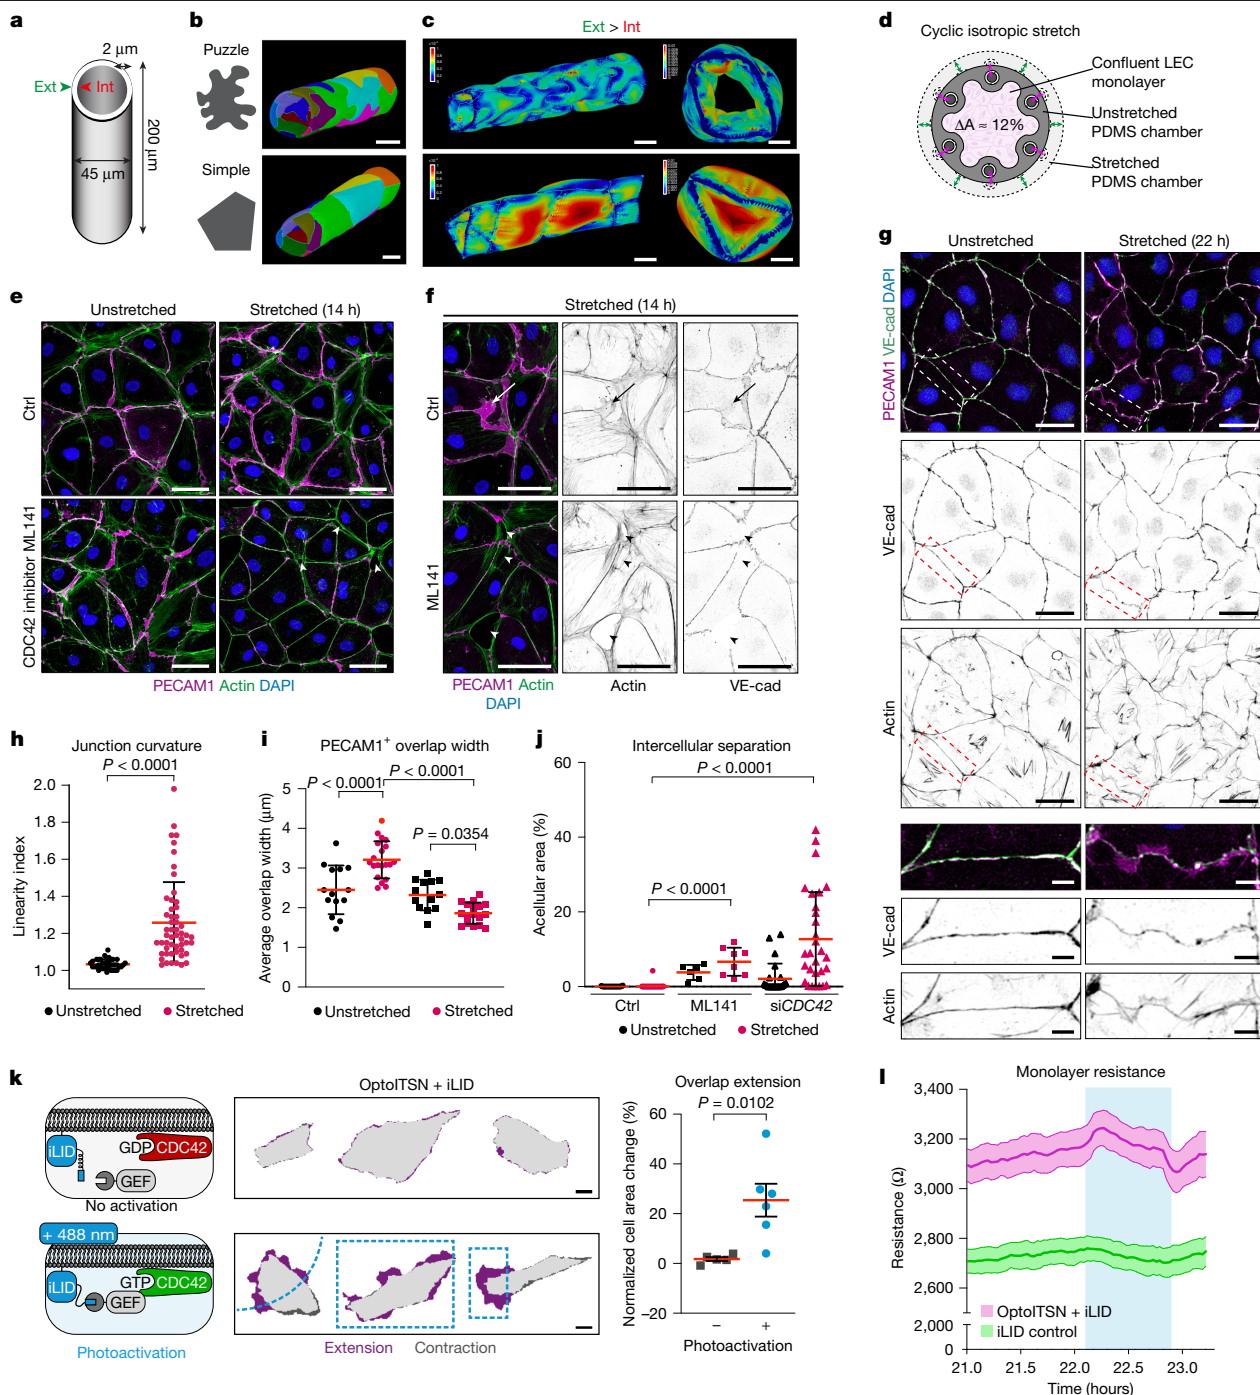 a
2 µm
Ext
Int
200 µm
45 µm
b
Puzzle
Simple
c
Ext > Int
d
Cyclic isotropic stretch
Confluent LEC
monolayer
Unstretched
PDMS chamber
Stretched
PDMS chamber
ΔA ≈ 12%
e
Unstretched
Stretched (14 h)
Ctrl
CDC42 inhibitor ML141
PECAM1 Actin DAPI
f
Stretched (14 h)
Ctrl
ML141
PECAM1 Actin
DAPI
Actin
VE-cad
g
Unstretched
Stretched (22 h)
PECAM1 VE-cad DAPI
VE-cad
Actin
VE-cad
Actin
h
Junction curvature
P < 0.0001
Linearity index
2.0
1.8
1.6
1.4
1.2
1.0
Unstretched
Stretched
i
PECAM1+ overlap width
P < 0.0001
P < 0.0001
P = 0.0354
Average overlap width (µm)
5
4
3
2
1
0
Unstretched
Stretched
j
Intercellular separation
P < 0.0001
P < 0.0001
Acellular area (%)
60
40
20
0
Ctrl
ML141
siCDC42
Unstretched
Stretched
k
OptoITSN + iLID
iLID
GDP
CDC42
GEF
No activation
+ 488 nm
iLID
GTP
CDC42
GEF
Photoactivation
Extension
Contraction
Overlap extension
P = 0.0102
Normalized cell area change (%)
60
40
20
0
−20
−
+
Photoactivation
l
Monolayer resistance
Resistance (Ω)
3,400
3,200
3,000
2,800
2,600
2,000
0
OptoITSN + iLID
iLID control
21.0
21.5
22.0
22.5
23.0
Time (hours)